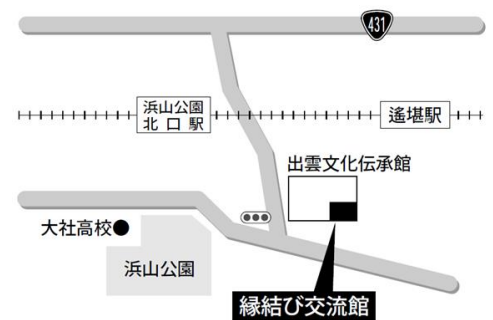 431
浜山公園
北口駅
遙堪駅
出雲文化伝承館
大社高校
浜山公園
縁結び交流館